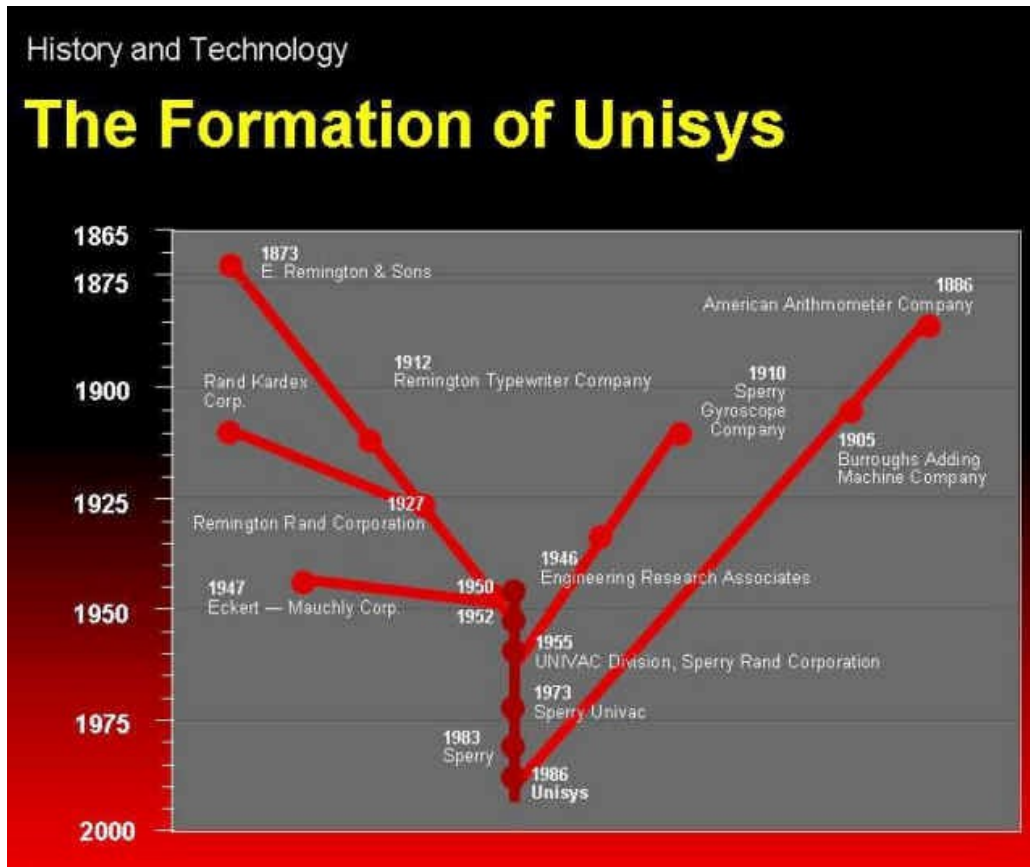 History and Technology
The Formation of Unisys
1865
1875
1900
1925
1950
1975
2000
1873
E. Remington & Sons
1886
American Arithmometer Company
1912
Remington Typewriter Company
Rand Kardex
Corp.
1910
Sperry
Gyroscope
Company
1905
Burroughs Adding
Machine Company
1927
Remington Rand Corporation
1946
Engineering Research Associates
1947
Eckert — Mauchly Corp.
1950
1952
1955
UNIVAC Division, Sperry Rand Corporation
1973
Sperry Univac
1983
Sperry
1986
Unisys